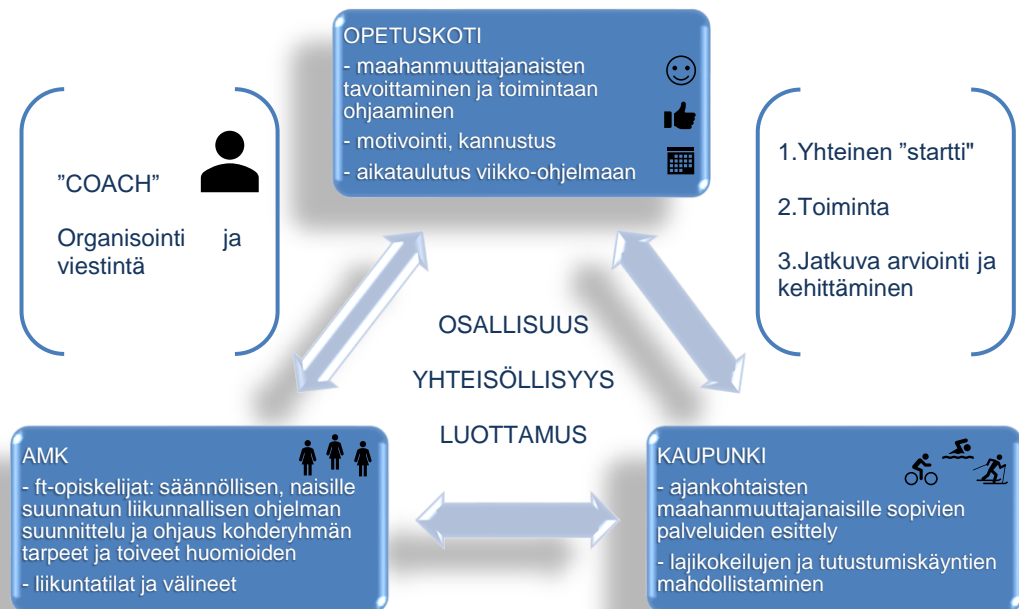 OPETUSKOTI
- maahanmuuttajanaisten
tavoittaminen ja toimintaan
ohjaaminen
- motivointi, kannustus
- aikataulutus viikko-ohjelmaan
"COACH"
Organisointi ja
viestintä
1.Yhteinen "startti"
2.Toiminta
3.Jatkuva arviointi ja
kehittäminen
OSALLISUUS
YHTEISÖLLISYYS
LUOTTAMUS
AMK
- ft-opiskelijat: säännöllisen, naisille
suunnatun liikunnallisen ohjelman
suunnittelu ja ohjaus kohderyhmän
tarpeet ja toiveet huomioiden
- liikuntatilat ja välineet
KAUPUNKI
- ajankohtaisten
maahanmuuttajanaisille sopivien
palveluiden esittely
- lajikokeilujen ja tutustumiskäyntien
mahdollistaminen